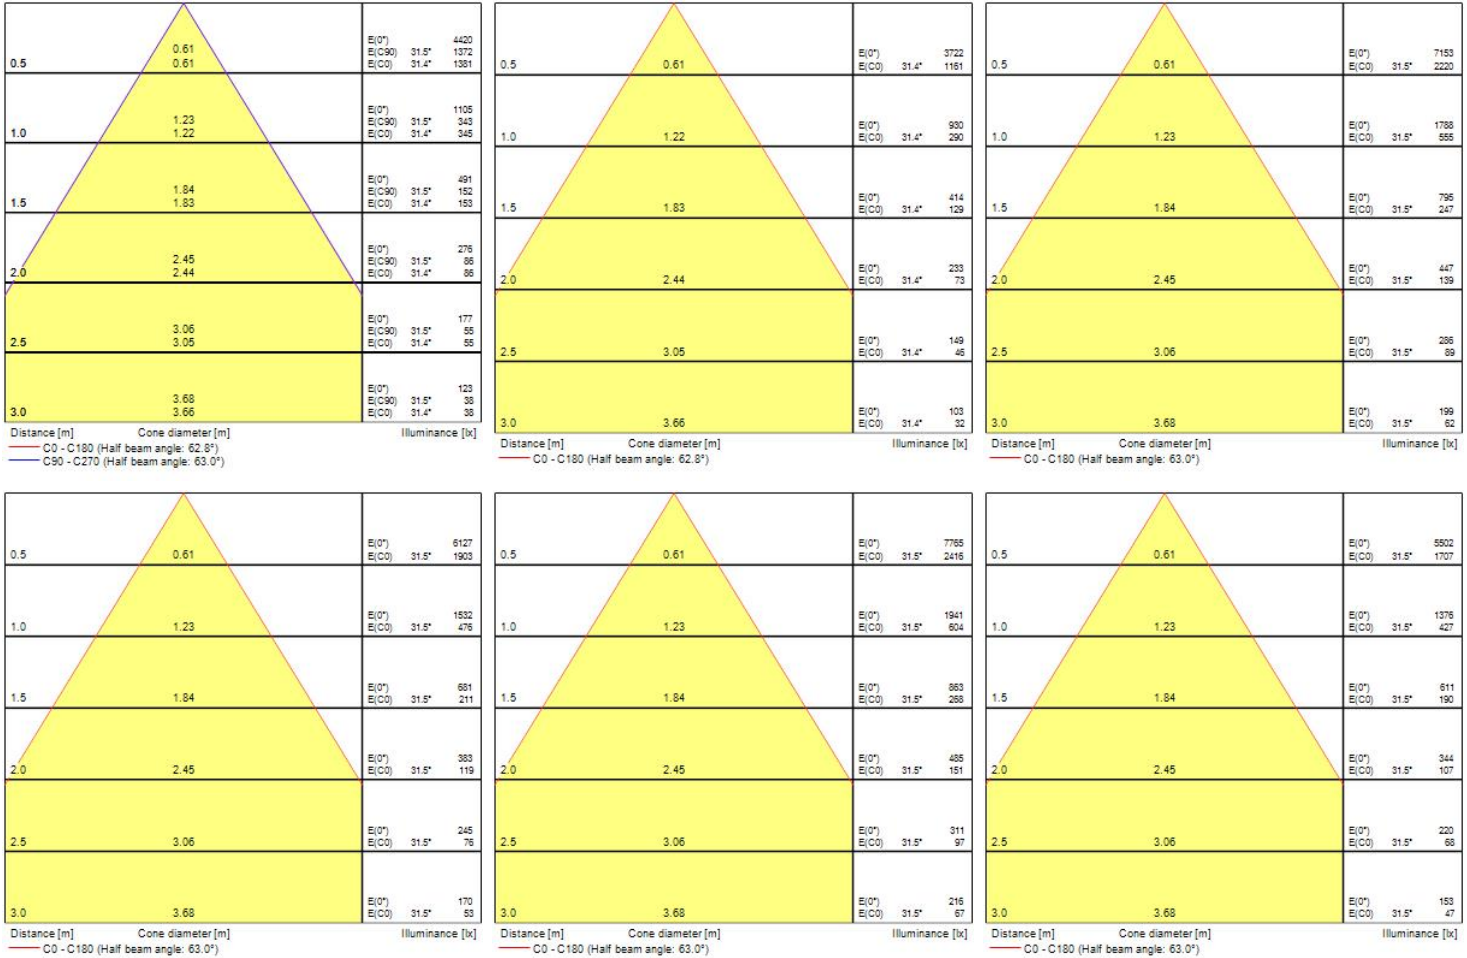 E(0°) 4420
0.61 E(C90) 31.5° 1372
0.5 0.61 E(C0) 31.4° 1381
E(0°) 1105
1.23 E(C90) 31.5° 343
1.0 1.22 E(C0) 31.4° 345
E(0°) 491
1.84 E(C90) 31.5° 152
1.5 1.83 E(C0) 31.4° 153
E(0°) 276
2.45 E(C90) 31.5° 86
2.0 2.44 E(C0) 31.4° 86
E(0°) 177
3.06 E(C90) 31.5° 55
2.5 3.05 E(C0) 31.4° 55
E(0°) 123
3.68 E(C90) 31.5° 38
3.0 3.66 E(C0) 31.4° 38
Distance [m] Cone diameter [m] Illuminance [lx]
C0 - C180 (Half beam angle: 62.8°)
C90 - C270 (Half beam angle: 63.0°)
E(0°) 3722
0.5 0.61 E(C0) 31.4° 1161
E(0°) 930
1.0 1.22 E(C0) 31.4° 290
E(0°) 414
1.5 1.83 E(C0) 31.4° 129
E(0°) 233
2.0 2.44 E(C0) 31.4° 73
E(0°) 149
2.5 3.05 E(C0) 31.4° 46
E(0°) 103
3.0 3.66 E(C0) 31.4° 32
Distance [m] Cone diameter [m] Illuminance [lx]
C0 - C180 (Half beam angle: 62.8°)
E(0°) 7153
0.5 0.61 E(C0) 31.5° 2220
E(0°) 1788
1.0 1.23 E(C0) 31.5° 555
E(0°) 795
1.5 1.84 E(C0) 31.5° 247
E(0°) 447
2.0 2.45 E(C0) 31.5° 139
E(0°) 286
2.5 3.06 E(C0) 31.5° 89
E(0°) 199
3.0 3.68 E(C0) 31.5° 62
Distance [m] Cone diameter [m] Illuminance [lx]
C0 - C180 (Half beam angle: 63.0°)
E(0°) 6127
0.5 0.61 E(C0) 31.5° 1903
E(0°) 1532
1.0 1.23 E(C0) 31.5° 476
E(0°) 681
1.5 1.84 E(C0) 31.5° 211
E(0°) 383
2.0 2.45 E(C0) 31.5° 119
E(0°) 245
2.5 3.06 E(C0) 31.5° 76
E(0°) 170
3.0 3.68 E(C0) 31.5° 53
Distance [m] Cone diameter [m] Illuminance [lx]
C0 - C180 (Half beam angle: 63.0°)
E(0°) 7765
0.5 0.61 E(C0) 31.5° 2416
E(0°) 1941
1.0 1.23 E(C0) 31.5° 604
E(0°) 863
1.5 1.84 E(C0) 31.5° 268
E(0°) 485
2.0 2.45 E(C0) 31.5° 151
E(0°) 311
2.5 3.06 E(C0) 31.5° 97
E(0°) 216
3.0 3.68 E(C0) 31.5° 67
Distance [m] Cone diameter [m] Illuminance [lx]
C0 - C180 (Half beam angle: 63.0°)
E(0°) 5502
0.5 0.61 E(C0) 31.5° 1707
E(0°) 1376
1.0 1.23 E(C0) 31.5° 427
E(0°) 611
1.5 1.84 E(C0) 31.5° 190
E(0°) 344
2.0 2.45 E(C0) 31.5° 107
E(0°) 220
2.5 3.06 E(C0) 31.5° 68
E(0°) 153
3.0 3.68 E(C0) 31.5° 47
Distance [m] Cone diameter [m] Illuminance [lx]
C0 - C180 (Half beam angle: 63.0°)